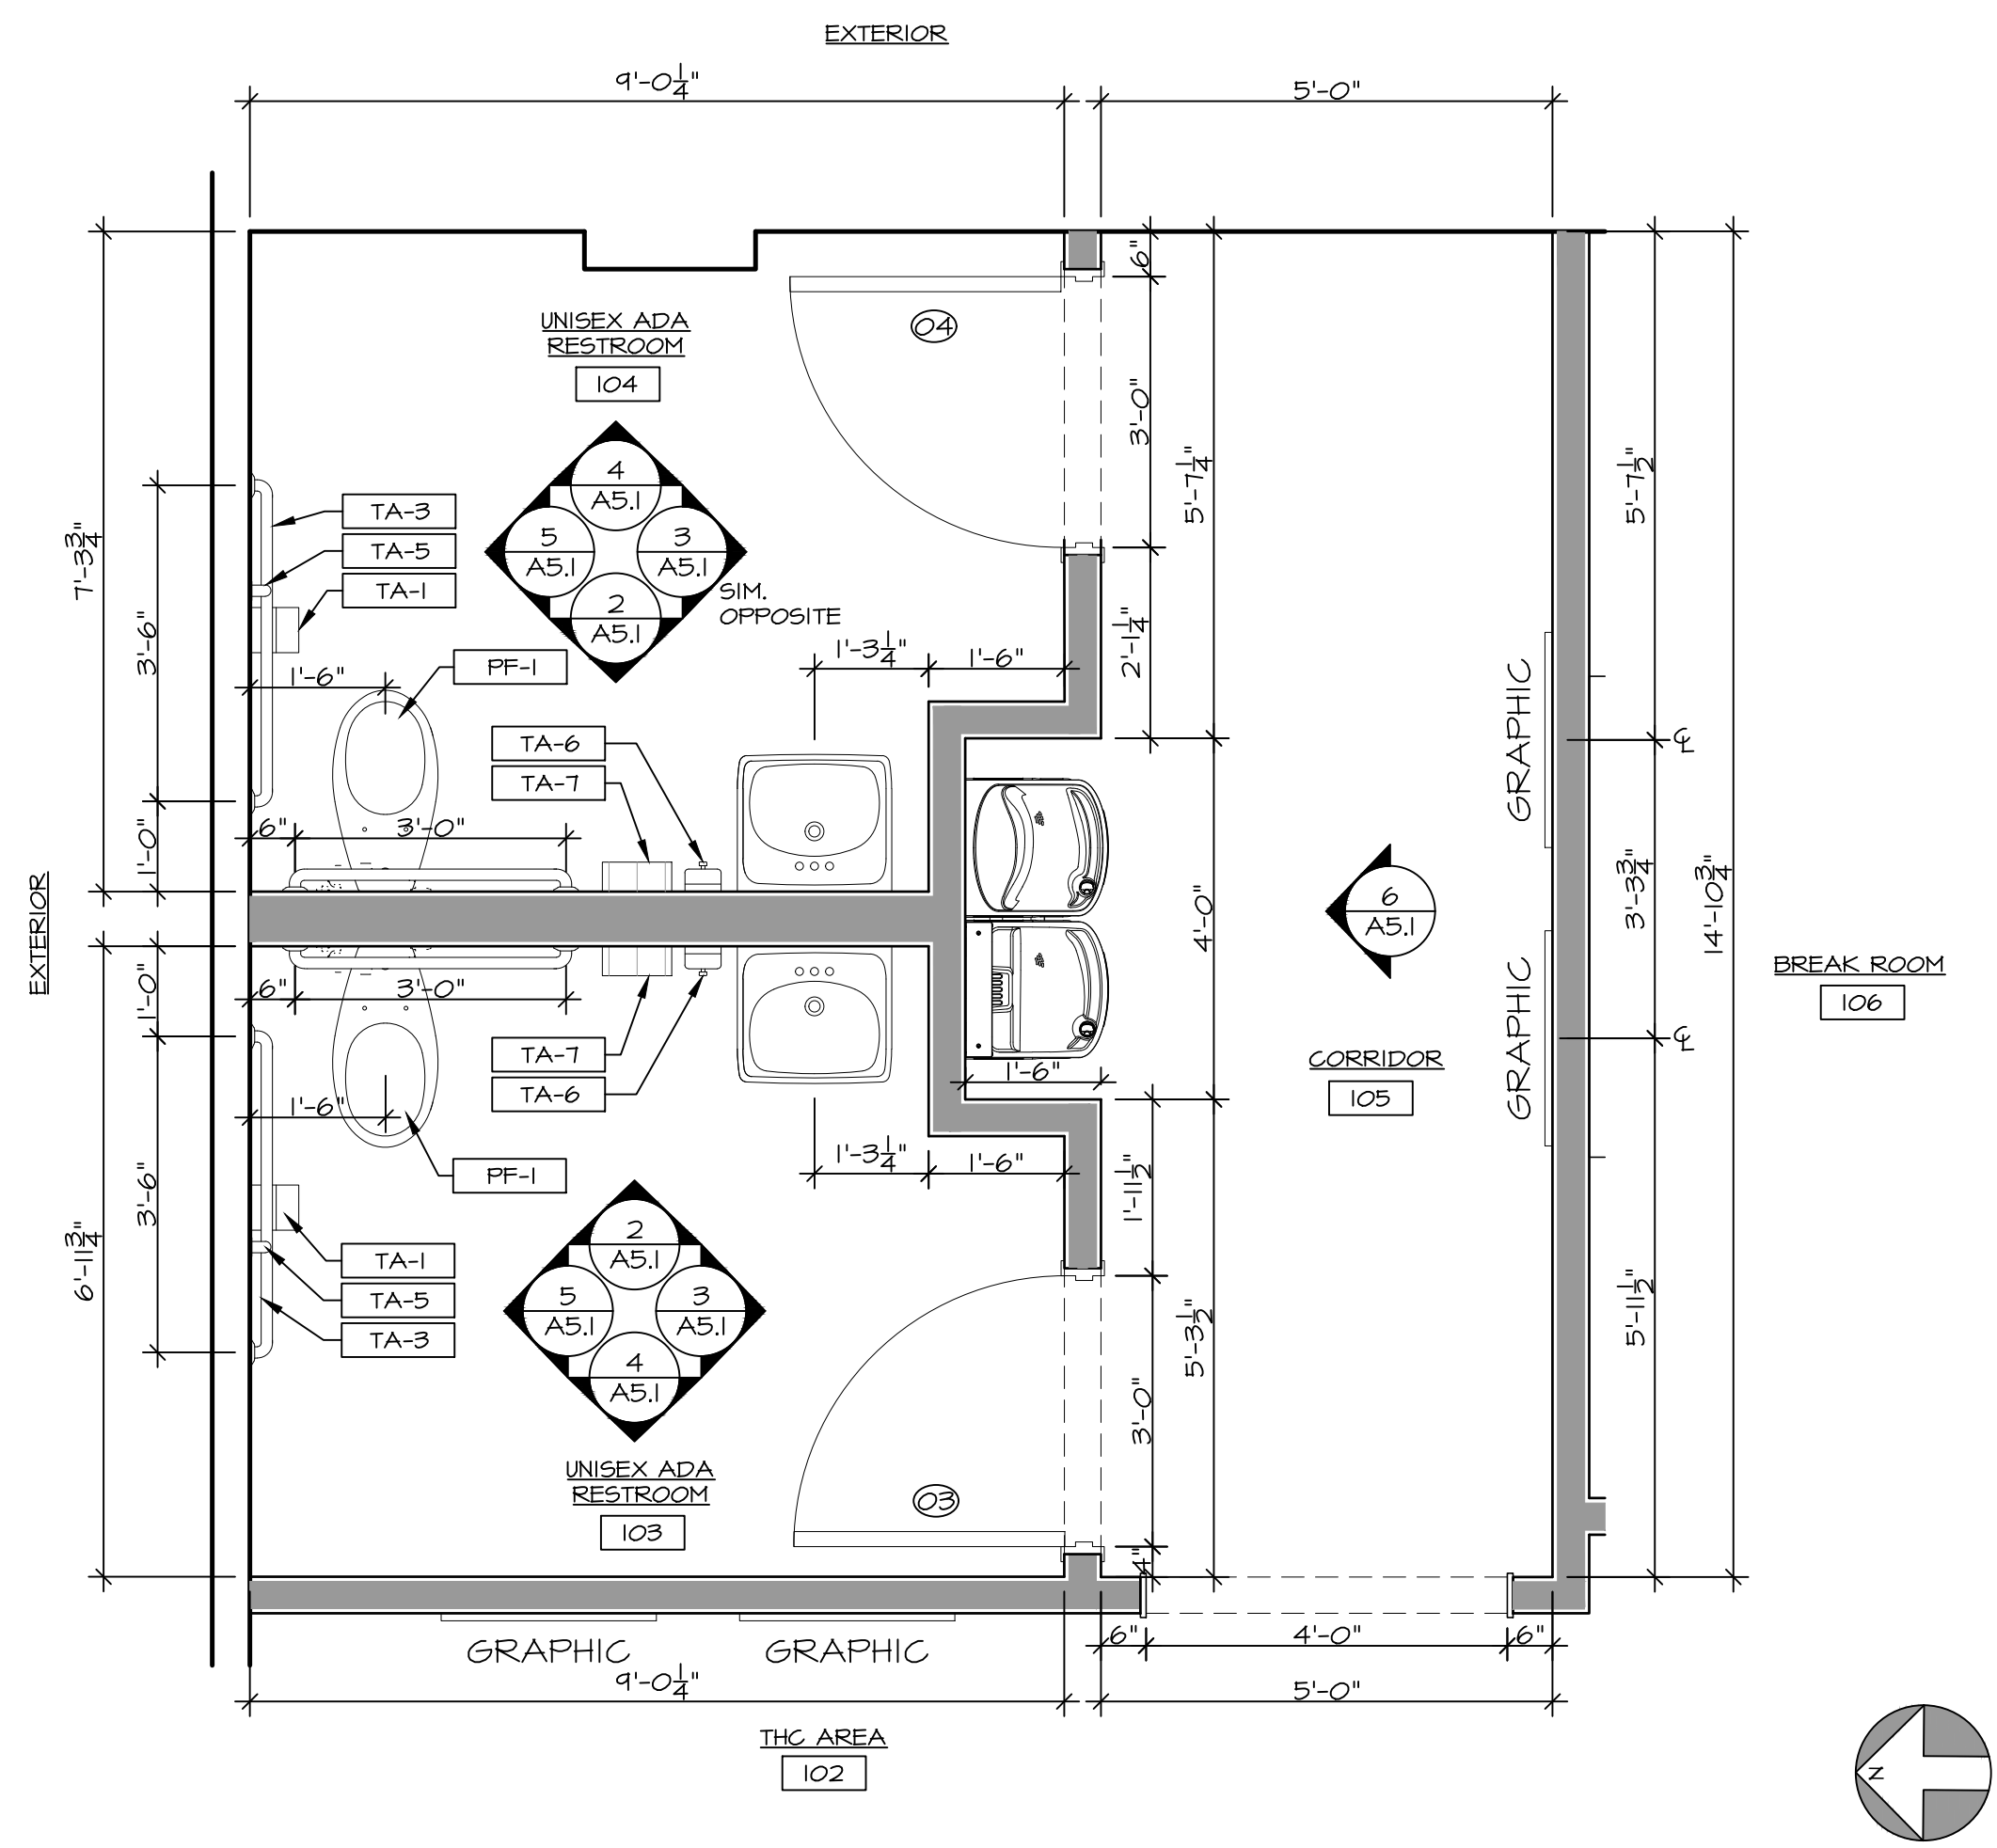 EXTERIOR
9'-0 1/4"
5'-0"
6"
UNISEX ADA
RESTROOM
104
04
3'-0"
5'-7 1/4"
5'-7 1/2"
4
A5.1
5
A5.1
3
A5.1
2
A5.1
SIM.
OPPOSITE
TA-3
TA-5
TA-1
7'-3 3/4"
3'-6"
1'-6"
PF-1
1'-3 1/4"
1'-6"
2'-1 1/4"
GRAPHIC
℄
TA-6
TA-7
6"
3'-0"
1'-0"
3'-3 3/4"
14'-10 3/4"
4'-0"
6
A5.1
EXTERIOR
BREAK ROOM
106
1'-0"
6"
3'-0"
GRAPHIC
℄
TA-7
TA-6
1'-6"
CORRIDOR
105
1'-6"
PF-1
1'-3 1/4"
1'-6"
1'-11 1/2"
3'-6"
6'-11 3/4"
2
A5.1
5
A5.1
3
A5.1
4
A5.1
TA-1
TA-5
TA-3
5'-3 1/2"
5'-11 1/2"
3'-0"
UNISEX ADA
RESTROOM
103
03
4"
GRAPHIC
GRAPHIC
6"
4'-0"
6"
9'-0 1/4"
5'-0"
THC AREA
102
N